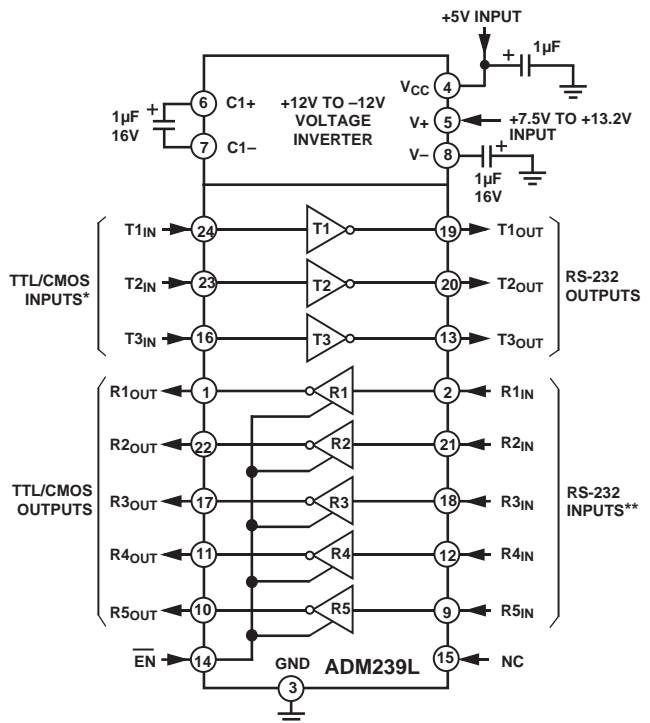 +5V INPUT
+ 1µF
VCC 4
6 C1+
+12V TO –12V
VOLTAGE
INVERTER
1µF +
16V
V+ 5 +7.5V TO +13.2V
INPUT
7 C1–
V– 8 +
1µF
16V
T1IN 24 T1 19 T1OUT
TTL/CMOS
INPUTS*
T2IN 23 T2 20 T2OUT
RS-232
OUTPUTS
T3IN 16 T3 13 T3OUT
R1OUT 1 R1 2 R1IN
R2OUT 22 R2 21 R2IN
TTL/CMOS
OUTPUTS
R3OUT 17 R3 18 R3IN
RS-232
INPUTS**
R4OUT 11 R4 12 R4IN
R5OUT 10 R5 9 R5IN
EN 14
GND
3
ADM239L
15 NC